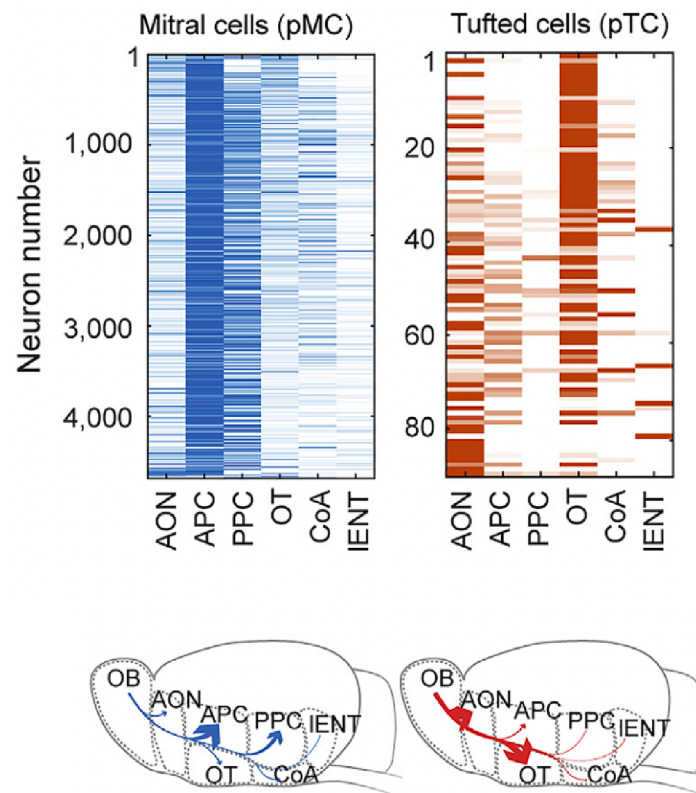 Mitral cells (pMC)
Tufted cells (pTC)
Neuron number
1
1,000
2,000
3,000
4,000
1
20
40
60
80
AON
APC
PPC
OT
CoA
lENT
AON
APC
PPC
OT
CoA
lENT
OB
AON
APC
PPC
lENT
OT
CoA
OB
AON
APC
PPC
lENT
OT
CoA